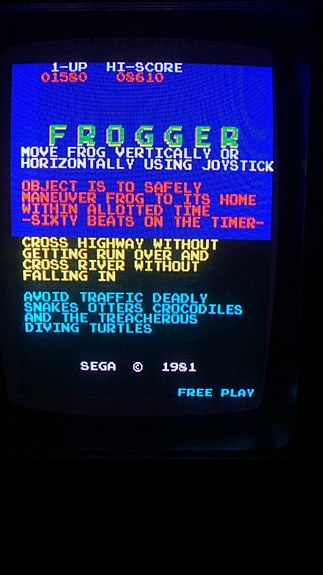 1-UP HI-SCORE
01580 08610
FROGGER
MOVE FROG VERTICALLY OR
HORIZONTALLY USING JOYSTICK
OBJECT IS TO SAFELY
MANEUVER FROG TO ITS HOME
WITHIN ALLOTTED TIME
-SIXTY BEATS ON THE TIMER-
CROSS HIGHWAY WITHOUT
GETTING RUN OVER AND
CROSS RIVER WITHOUT
FALLING IN
AVOID TRAFFIC DEADLY
SNAKES OTTERS CROCODILES
AND THE TREACHEROUS
DIVING TURTLES
SEGA © 1981
FREE PLAY